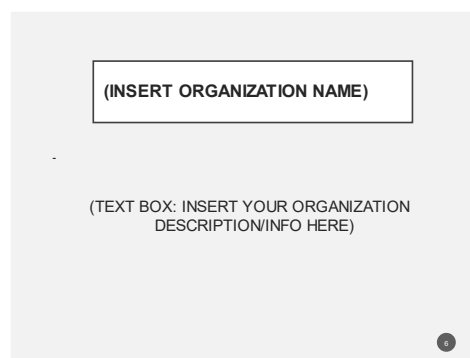 (INSERT ORGANIZATION NAME)
-
(TEXT BOX: INSERT YOUR ORGANIZATION
DESCRIPTION/INFO HERE)
6